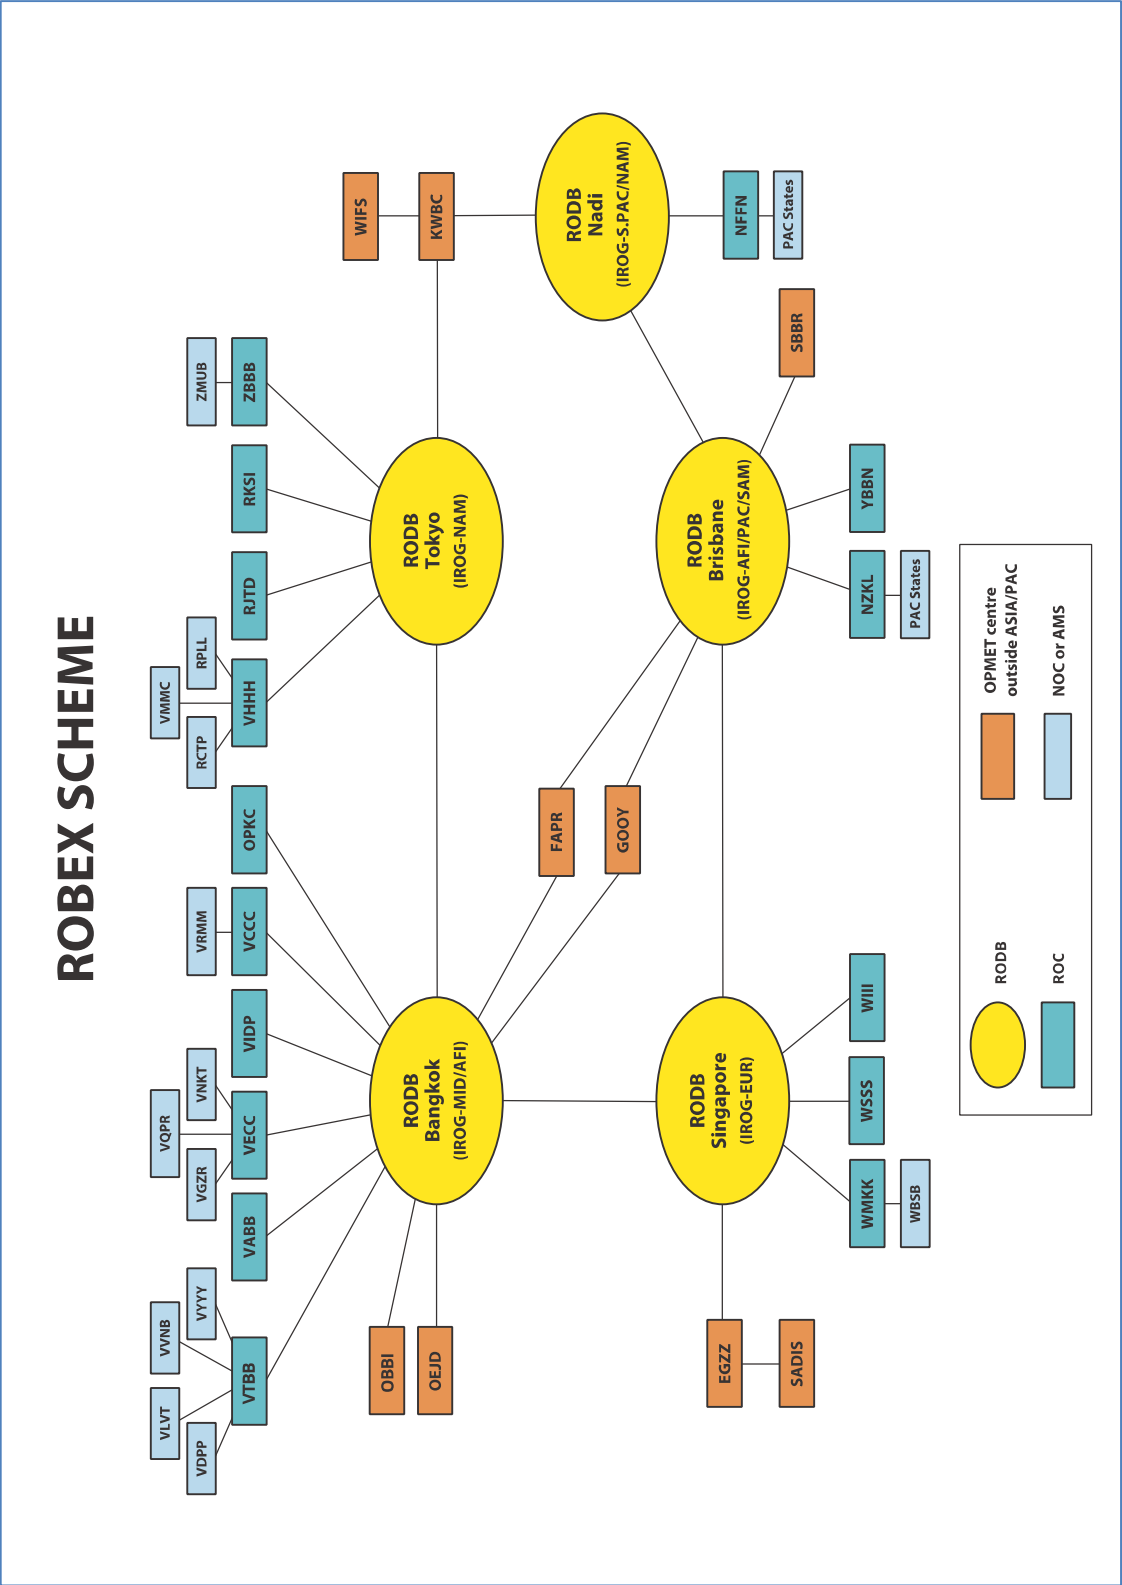 ROBEX SCHEME
VVNB
VLVT
VQPR
VMMC
VDPP
VYYY
VGZR
VNKT
VRMM
RCTP
RPLL
ZMUB
VTBB
VABB
VECC
VIDP
VCCC
OPKC
VHHH
RJTD
RKSI
ZBBB
WIFS
OBBI
OEJD
RODB
Bangkok
(IROG-MID/AFI)
RODB
Tokyo
(IROG-NAM)
KWBC
FAPR
GOOY
RODB
Nadi
(IROG-S.PAC/NAM)
EGZZ
SADIS
RODB
Singapore
(IROG-EUR)
RODB
Brisbane
(IROG-AFI/PAC/SAM)
SBBR
NFFN
PAC States
WMKK
WSSS
WIII
NZKL
YBBN
WBSB
PAC States
RODB
OPMET centre
outside ASIA/PAC
ROC
NOC or AMS